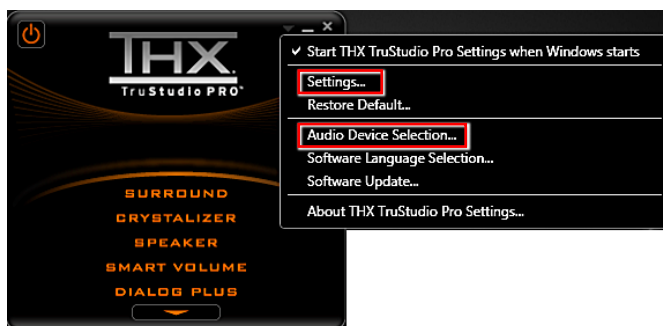 THX
TruStudio PRO™
SURROUND
CRYSTALIZER
SPEAKER
SMART VOLUME
DIALOG PLUS
Start THX TruStudio Pro Settings when Windows starts
Settings...
Restore Default...
Audio Device Selection...
Software Language Selection...
Software Update...
About THX TruStudio Pro Settings...